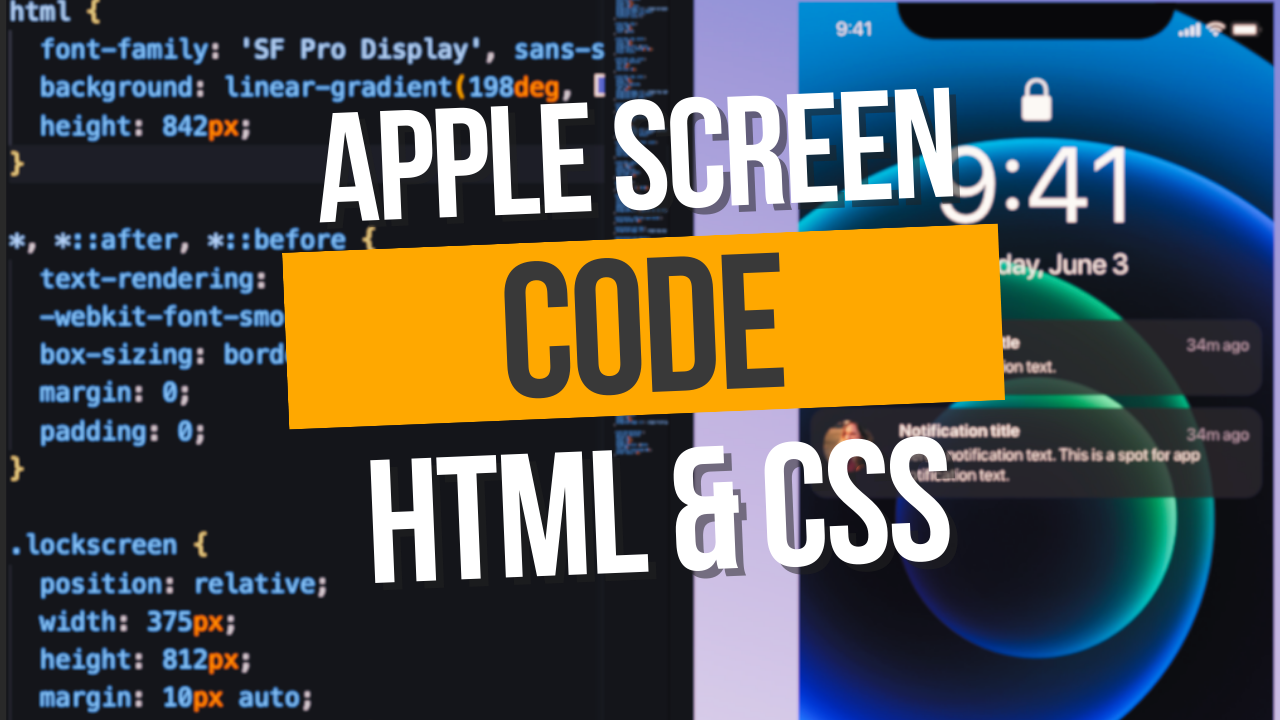 html {
font-family: 'SF Pro Display', sans-s
background: linear-gradient(198deg,
height: 842px;
}
*, *::after, *::before {
text-rendering:
-webkit-font-smo
box-sizing: bord
margin: 0;
padding: 0;
}
.lockscreen {
position: relative;
width: 375px;
height: 812px;
margin: 10px auto;
APPLE SCREEN
CODE
HTML & CSS
9:41
9:41
day, June 3
34m ago
text.
Notification title
34m ago
notification text. This is a spot for app
text.